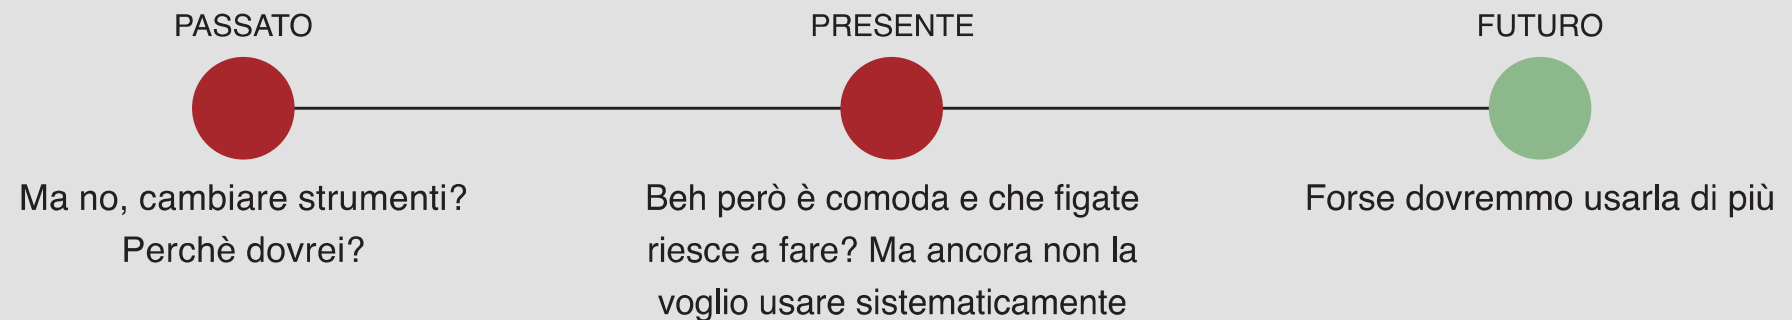 PASSATO
PRESENTE
FUTURO
Ma no, cambiare strumenti?
Perchè dovrei?
Beh però è comoda e che figate
riesce a fare? Ma ancora non la
voglio usare sistematicamente
Forse dovremmo usarla di più